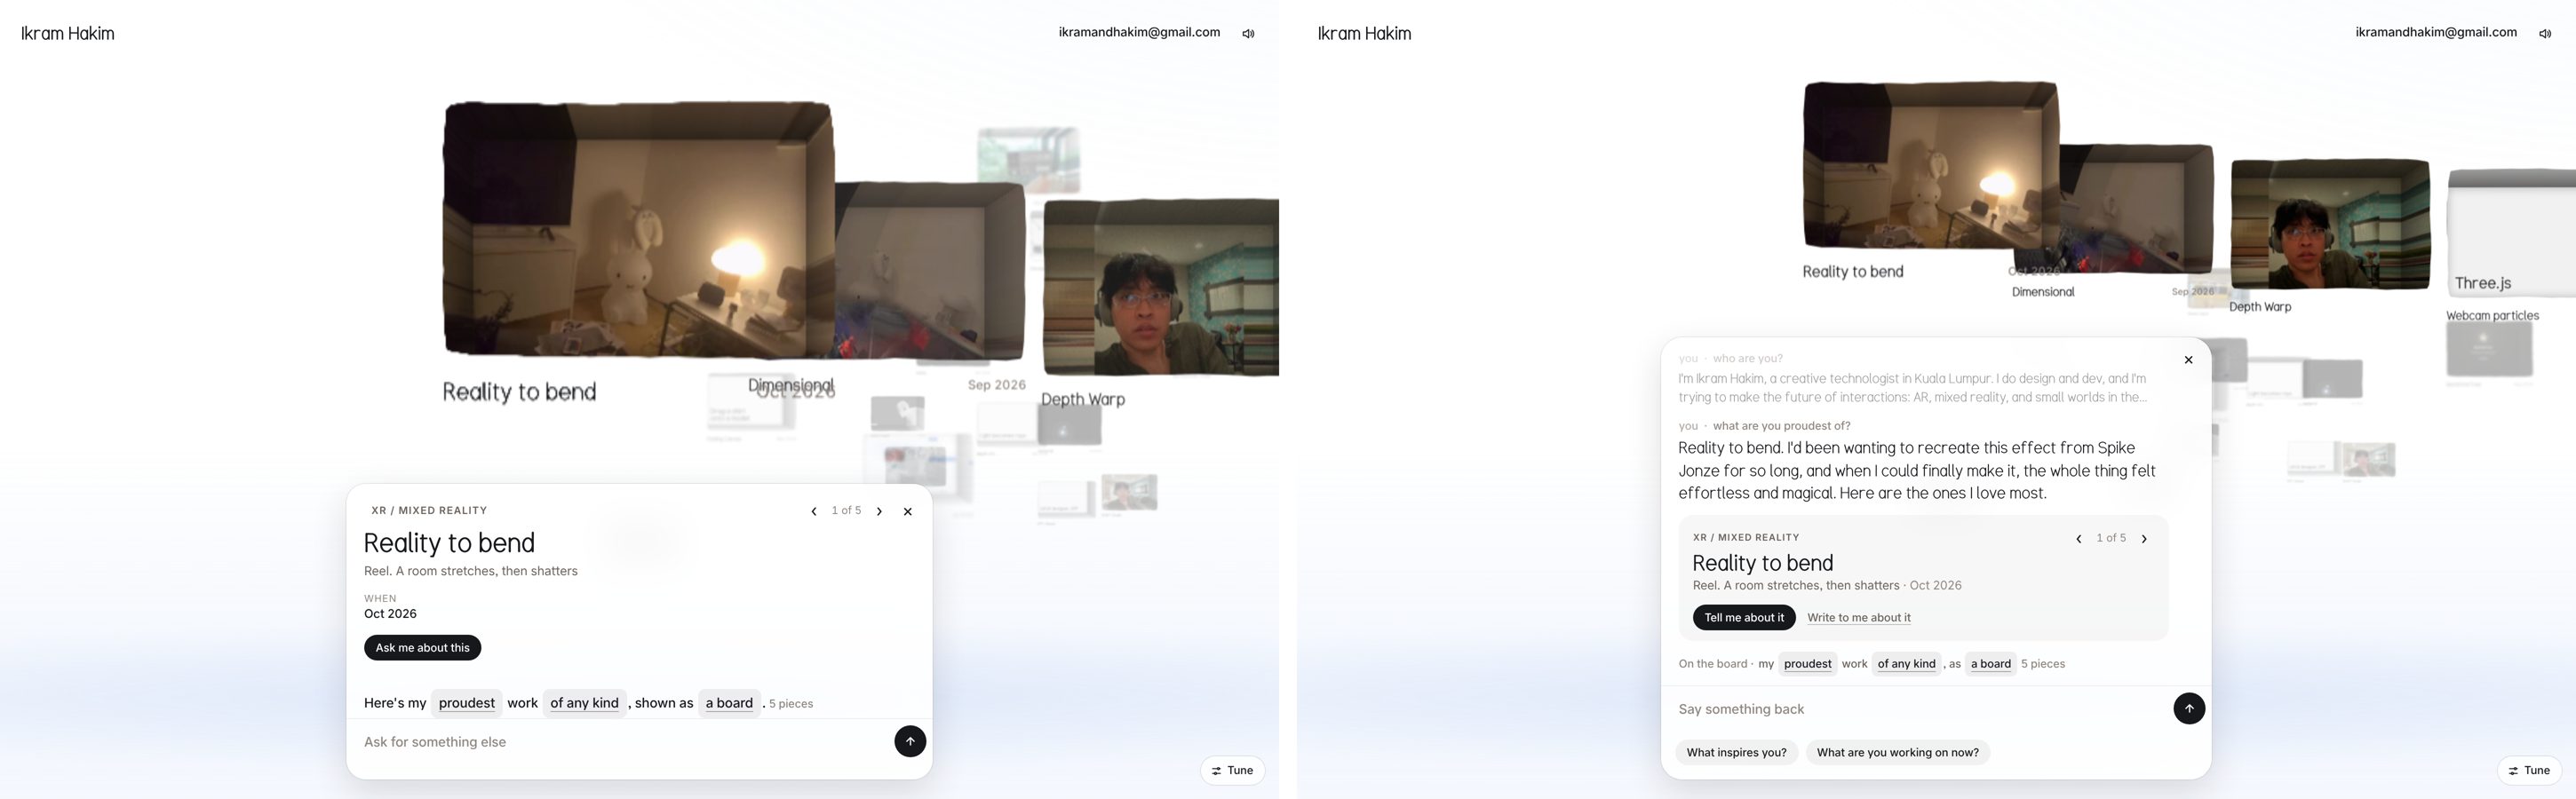 Ikram Hakim
ikramandhakim@gmail.com
Reality to bend
Dimensional
Oct 2026
Sep 2026
Depth Warp
XR / MIXED REALITY
1 of 5
Reality to bend
Reel. A room stretches, then shatters
WHEN
Oct 2026
Ask me about this
Here's my proudest work of any kind, shown as a board. 5 pieces
Ask for something else
Tune
Ikram Hakim
ikramandhakim@gmail.com
Reality to bend
Oct 2026
Dimensional
Sep 2026
Depth Warp
Three.js
Webcam particles
you · who are you?
I'm Ikram Hakim, a creative technologist in Kuala Lumpur. I do design and dev, and I'm
trying to make the future of interactions: AR, mixed reality, and small worlds in the...
you · what are you proudest of?
Reality to bend. I'd been wanting to recreate this effect from Spike
Jonze for so long, and when I could finally make it, the whole thing felt
effortless and magical. Here are the ones I love most.
XR / MIXED REALITY
1 of 5
Reality to bend
Reel. A room stretches, then shatters · Oct 2026
Tell me about it
Write to me about it
On the board · my proudest work of any kind, as a board 5 pieces
Say something back
What inspires you?
What are you working on now?
Tune